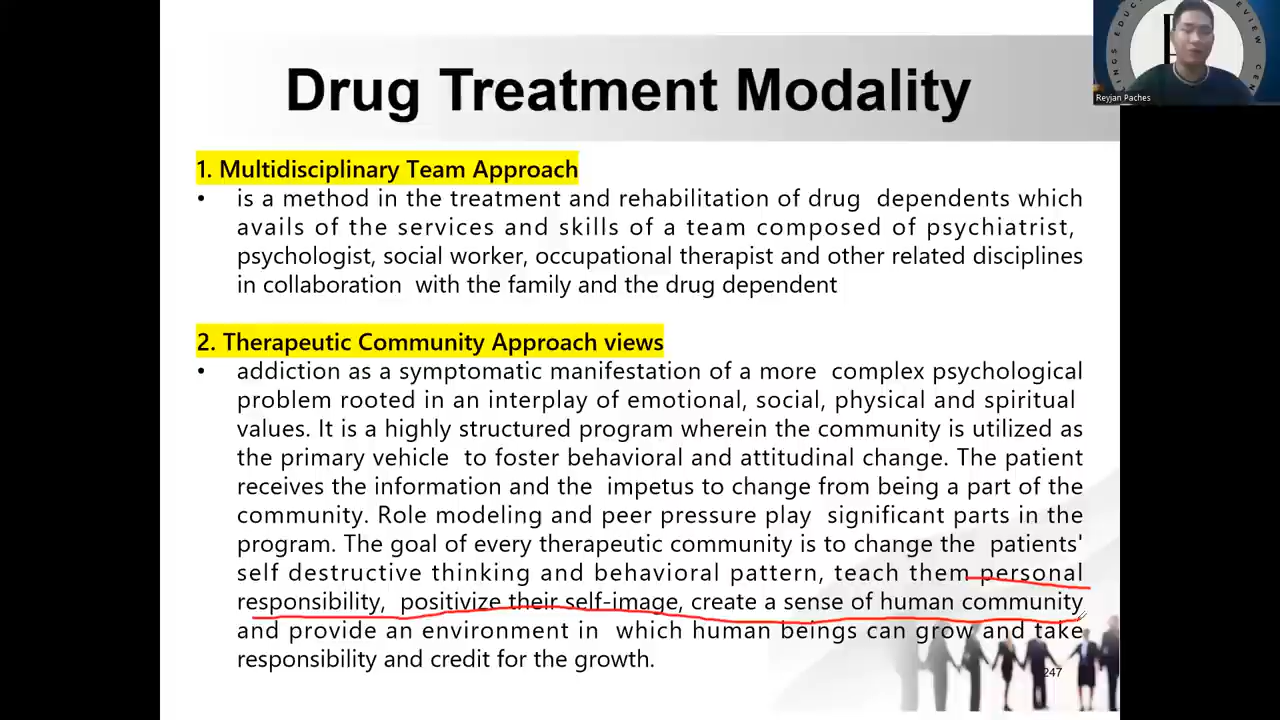 Drug Treatment Modality
1. Multidisciplinary Team Approach
• is a method in the treatment and rehabilitation of drug dependents which
avails of the services and skills of a team composed of psychiatrist,
psychologist, social worker, occupational therapist and other related disciplines
in collaboration with the family and the drug dependent
2. Therapeutic Community Approach views
• addiction as a symptomatic manifestation of a more complex psychological
problem rooted in an interplay of emotional, social, physical and spiritual
values. It is a highly structured program wherein the community is utilized as
the primary vehicle to foster behavioral and attitudinal change. The patient
receives the information and the impetus to change from being a part of the
community. Role modeling and peer pressure play significant parts in the
program. The goal of every therapeutic community is to change the patients'
self destructive thinking and behavioral pattern, teach them personal
responsibility, positivize their self-image, create a sense of human community
and provide an environment in which human beings can grow and take
responsibility and credit for the growth.
247
Reyjan Paches